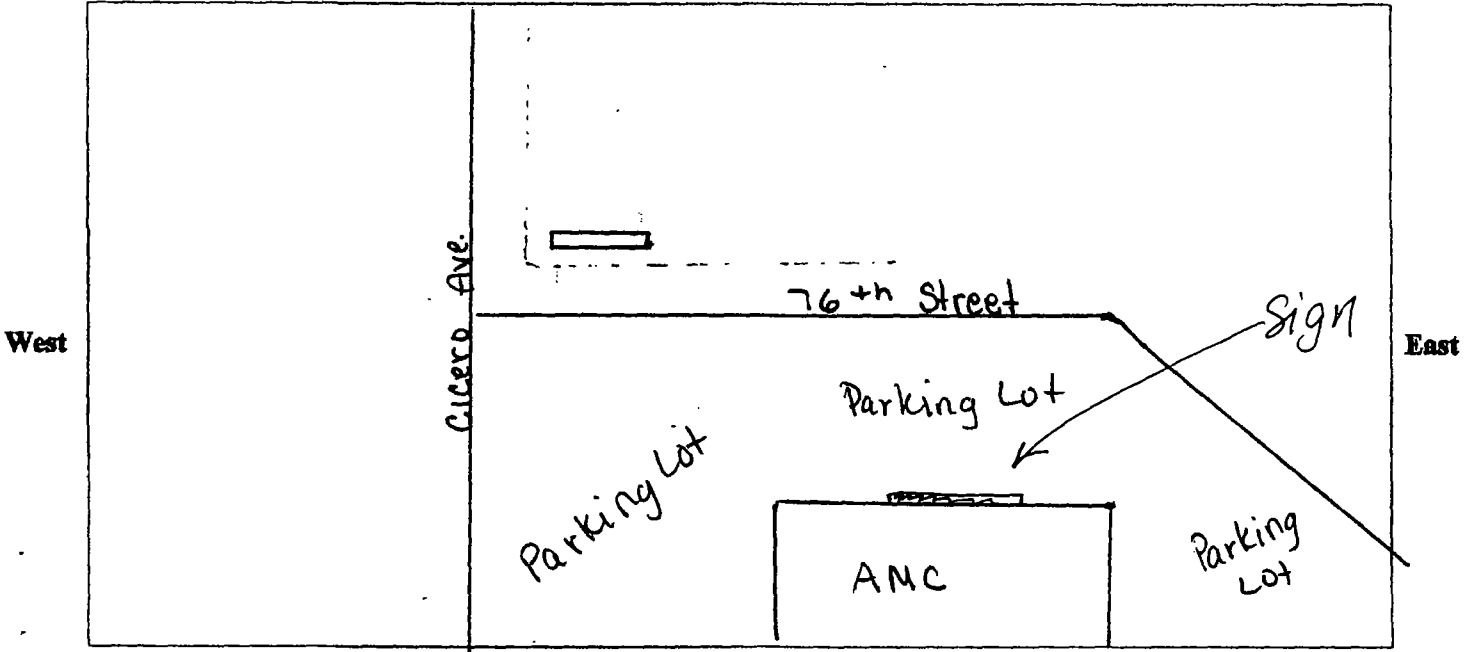 Cicero Ave.
76th Street
Sign
West
East
Parking Lot
Parking Lot
AMC
Parking
Lot